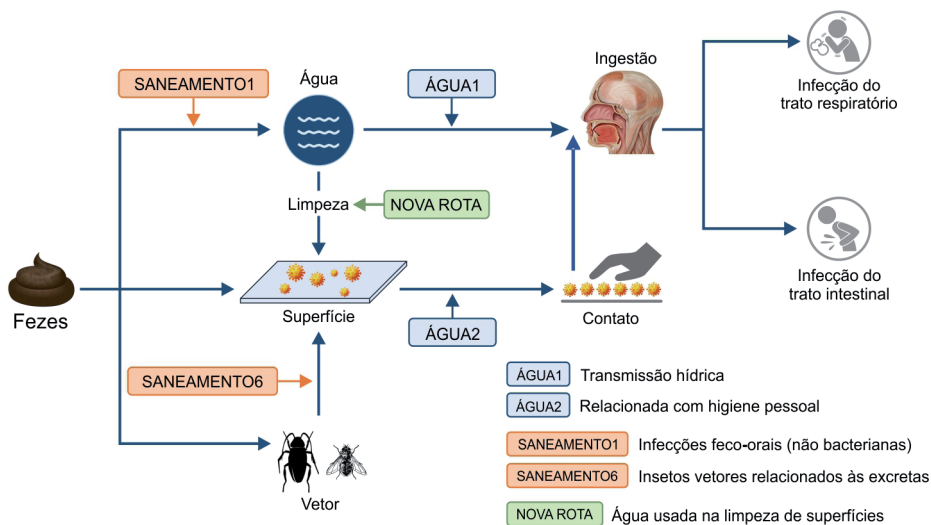 SANEAMENTO1
Água
ÁGUA1
Ingestão
Infecção do
trato respiratório
Limpeza
NOVA ROTA
Fezes
Superfície
ÁGUA2
Contato
Infecção do
trato intestinal
SANEAMENTO6
Vetor
ÁGUA1 Transmissão hídrica
ÁGUA2 Relacionada com higiene pessoal
SANEAMENTO1 Infecções feco-orais (não bacterianas)
SANEAMENTO6 Insetos vetores relacionados às excretas
NOVA ROTA Água usada na limpeza de superfícies